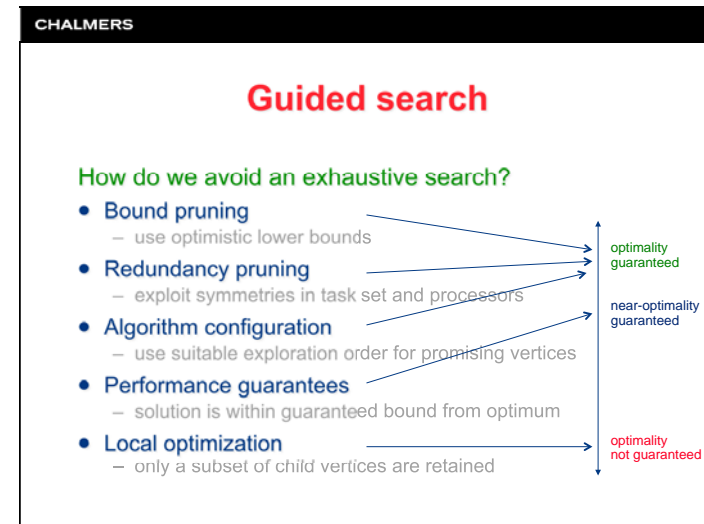 CHALMERS
Guided search
How do we avoid an exhaustive search?
• Bound pruning
– use optimistic lower bounds
• Redundancy pruning
– exploit symmetries in task set and processors
• Algorithm configuration
– use suitable exploration order for promising vertices
• Performance guarantees
– solution is within guaranteed bound from optimum
• Local optimization
– only a subset of child vertices are retained
optimality
guaranteed
near-optimality
guaranteed
optimality
not guaranteed